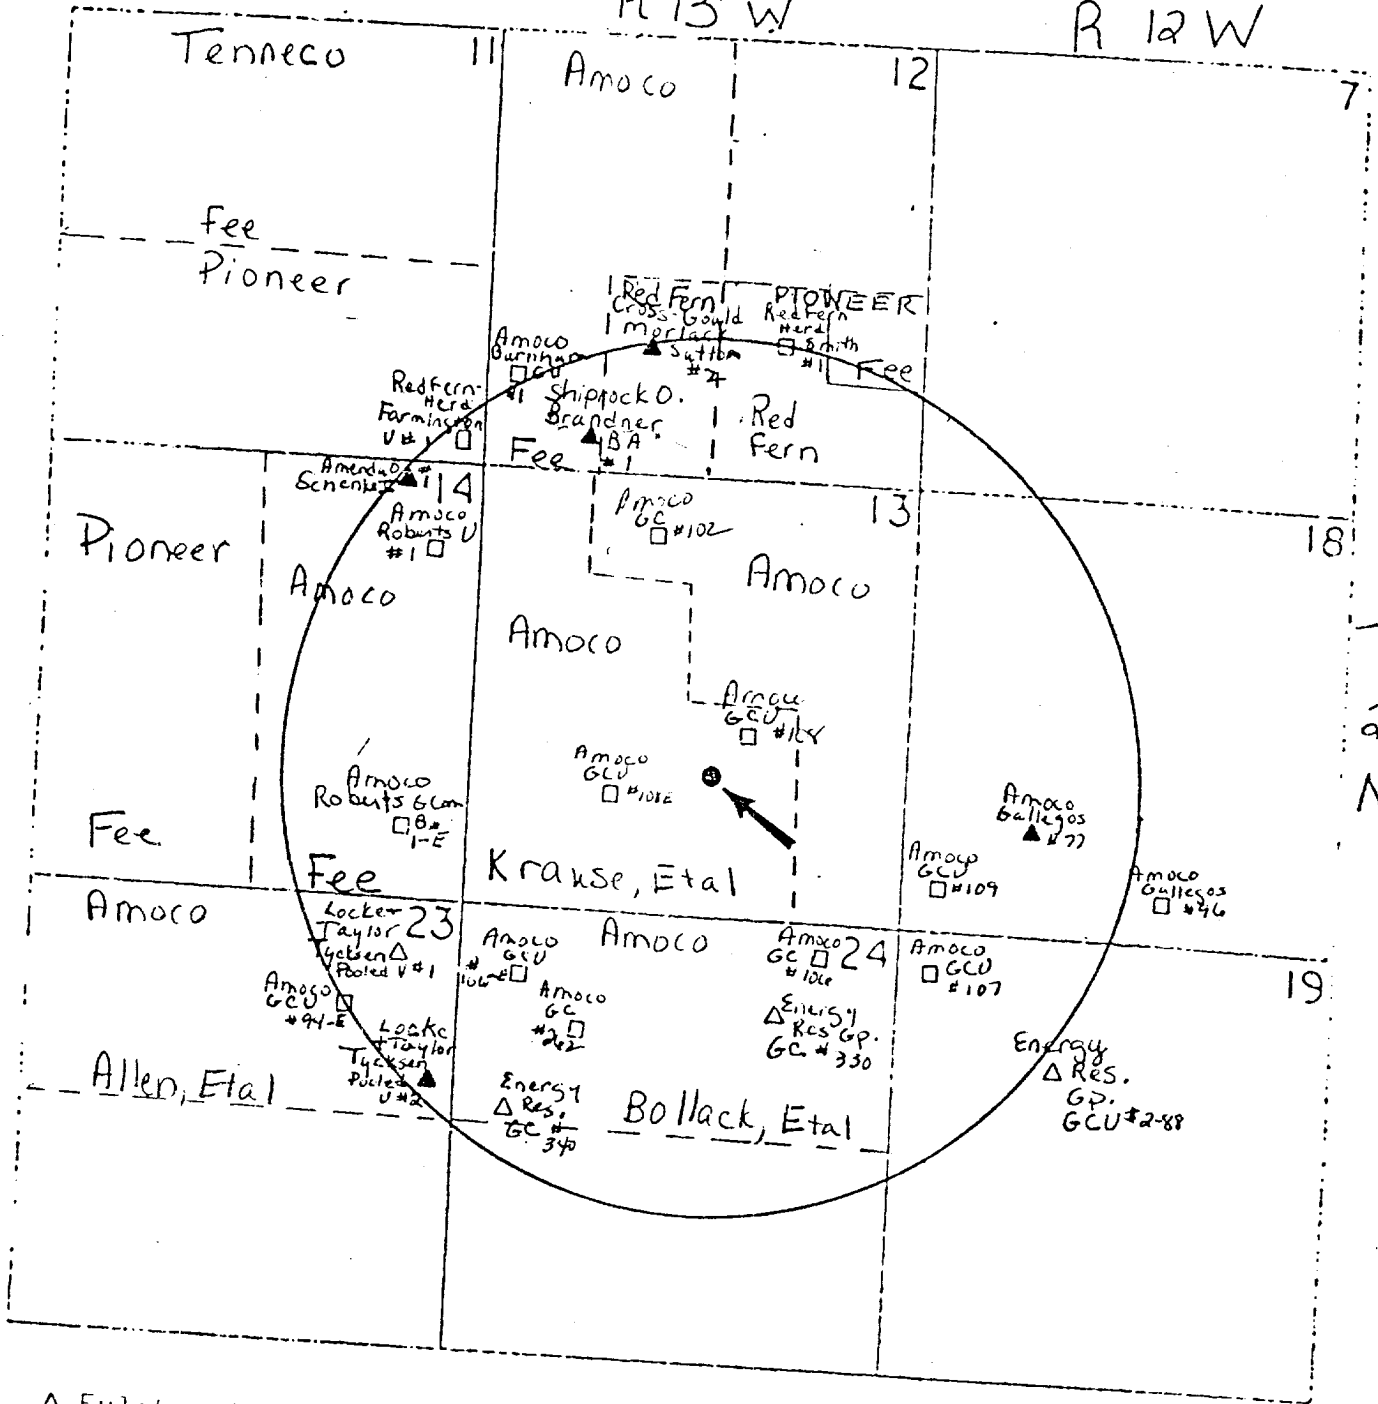 R 13 W
R 12 W
Tenneco
11
Amoco
12
7
Fee
Pioneer
Red Fern
Cross-Gould
Morlack
Sutton
PIONEER
Red Fern
Herd
Smith
#1
Fee
Amoco
Burnham
CU
#1
Red Fern-
Herd
Farmington
U #1
Shiprock O.
Brandner
BA
#1
Red
Fern
Fee
#1
14
Amoco
Roberts U
#1
Amoco
GC
#102
13
18
Pioneer
Amoco
Amoco
Amoco
Amoco
GCU
Amoco
GCU
#108E
Amoco
Roberts GCom
B#
1-E
Amoco
Gallegos
#77
Fee
Fee
Krause, Etal
Amoco
GCU
#109
Amoco
Gallegos
#46
Amoco
Locke +
Taylor
23
Tycksen
Pooled U #1
Amoco
GCU
#94-E
Locke
+ Taylor
Tycksen
Pooled
U #2
Amoco
GCU
#106-E
Amoco
Amoco
GC
Amoco
GC
24
Amoco
GCU
#107
19
Energy
Res Gp.
GC #330
Energy
Res.
Gp.
GCU #2-88
Allen, Etal
Energy
Res.
GC #
340
Bollack, Etal
N